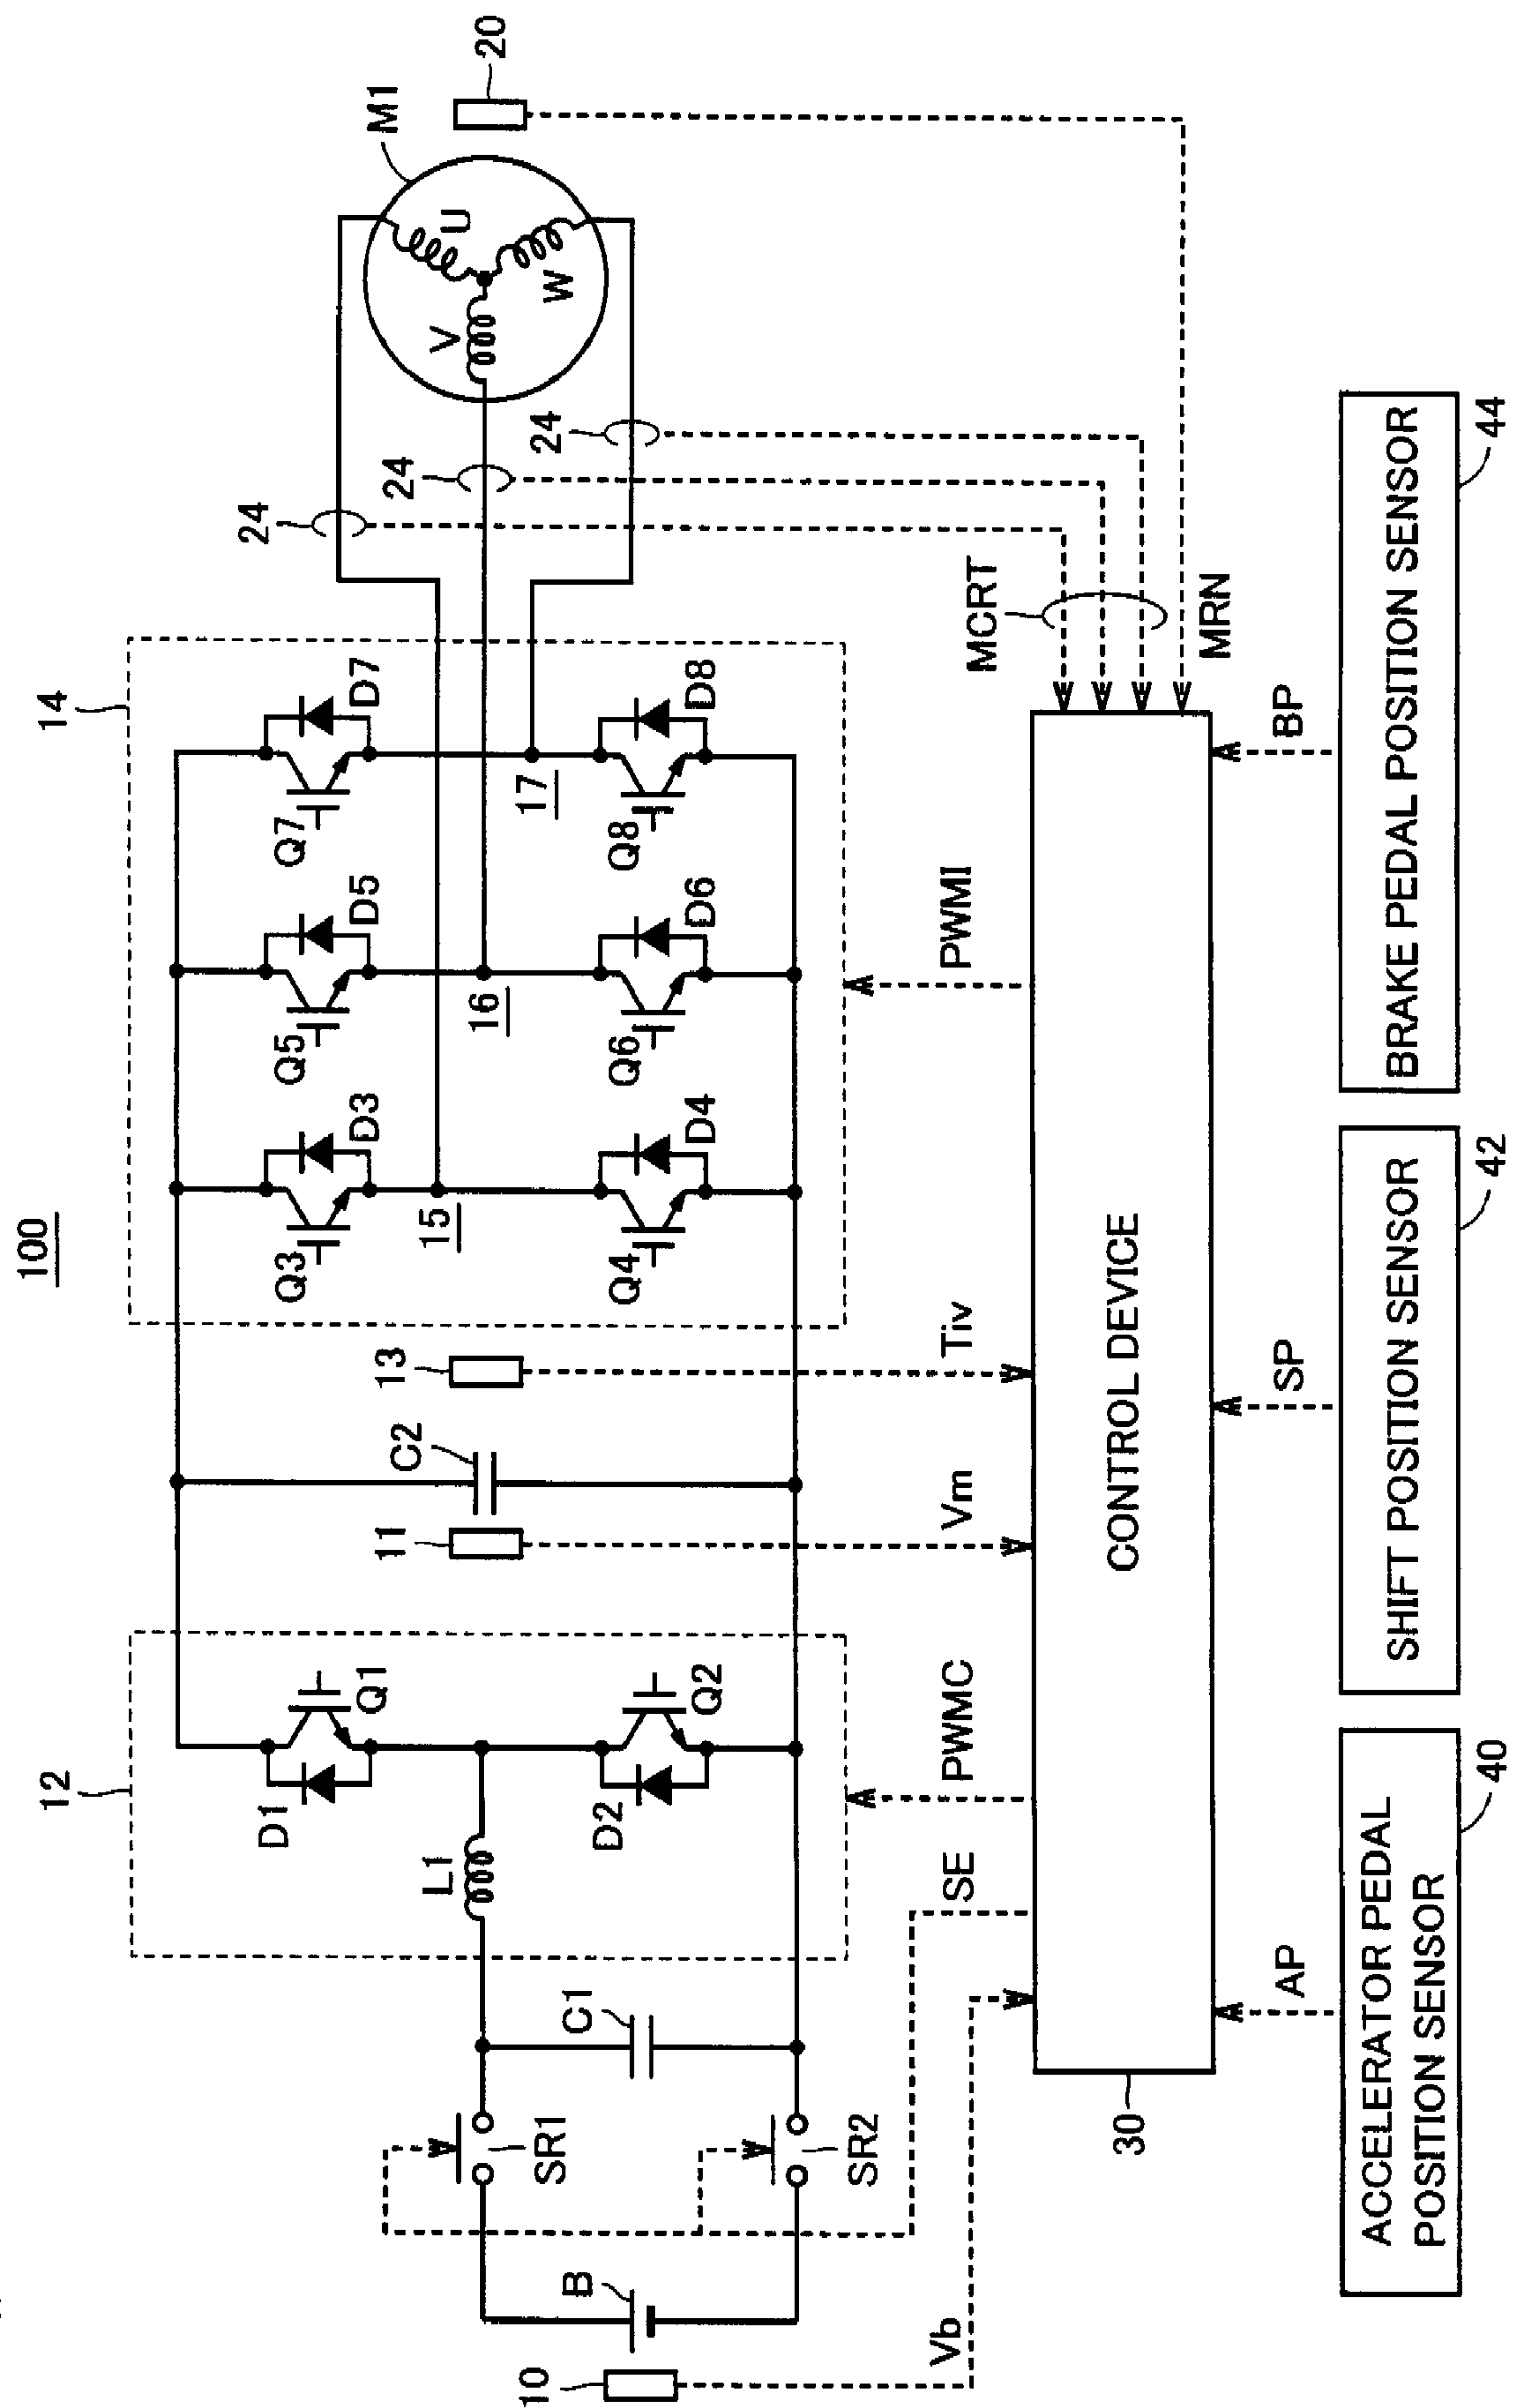 100
12
14
D1
Q1
Q3
D3
Q5
D5
Q7
D7
M1
20
U
V
W
24
24
24
C2
11
13
15
16
17
L1
D2
Q2
Q4
D4
Q6
D6
Q8
D8
B
10
SR1
C1
SR2
Vb
SE
PWMC
Vm
Tiv
PWMI
MCRT
MRN
30
CONTROL DEVICE
AP
SP
BP
ACCELERATOR PEDAL
POSITION SENSOR
SHIFT POSITION SENSOR
BRAKE PEDAL POSITION SENSOR
40
42
44